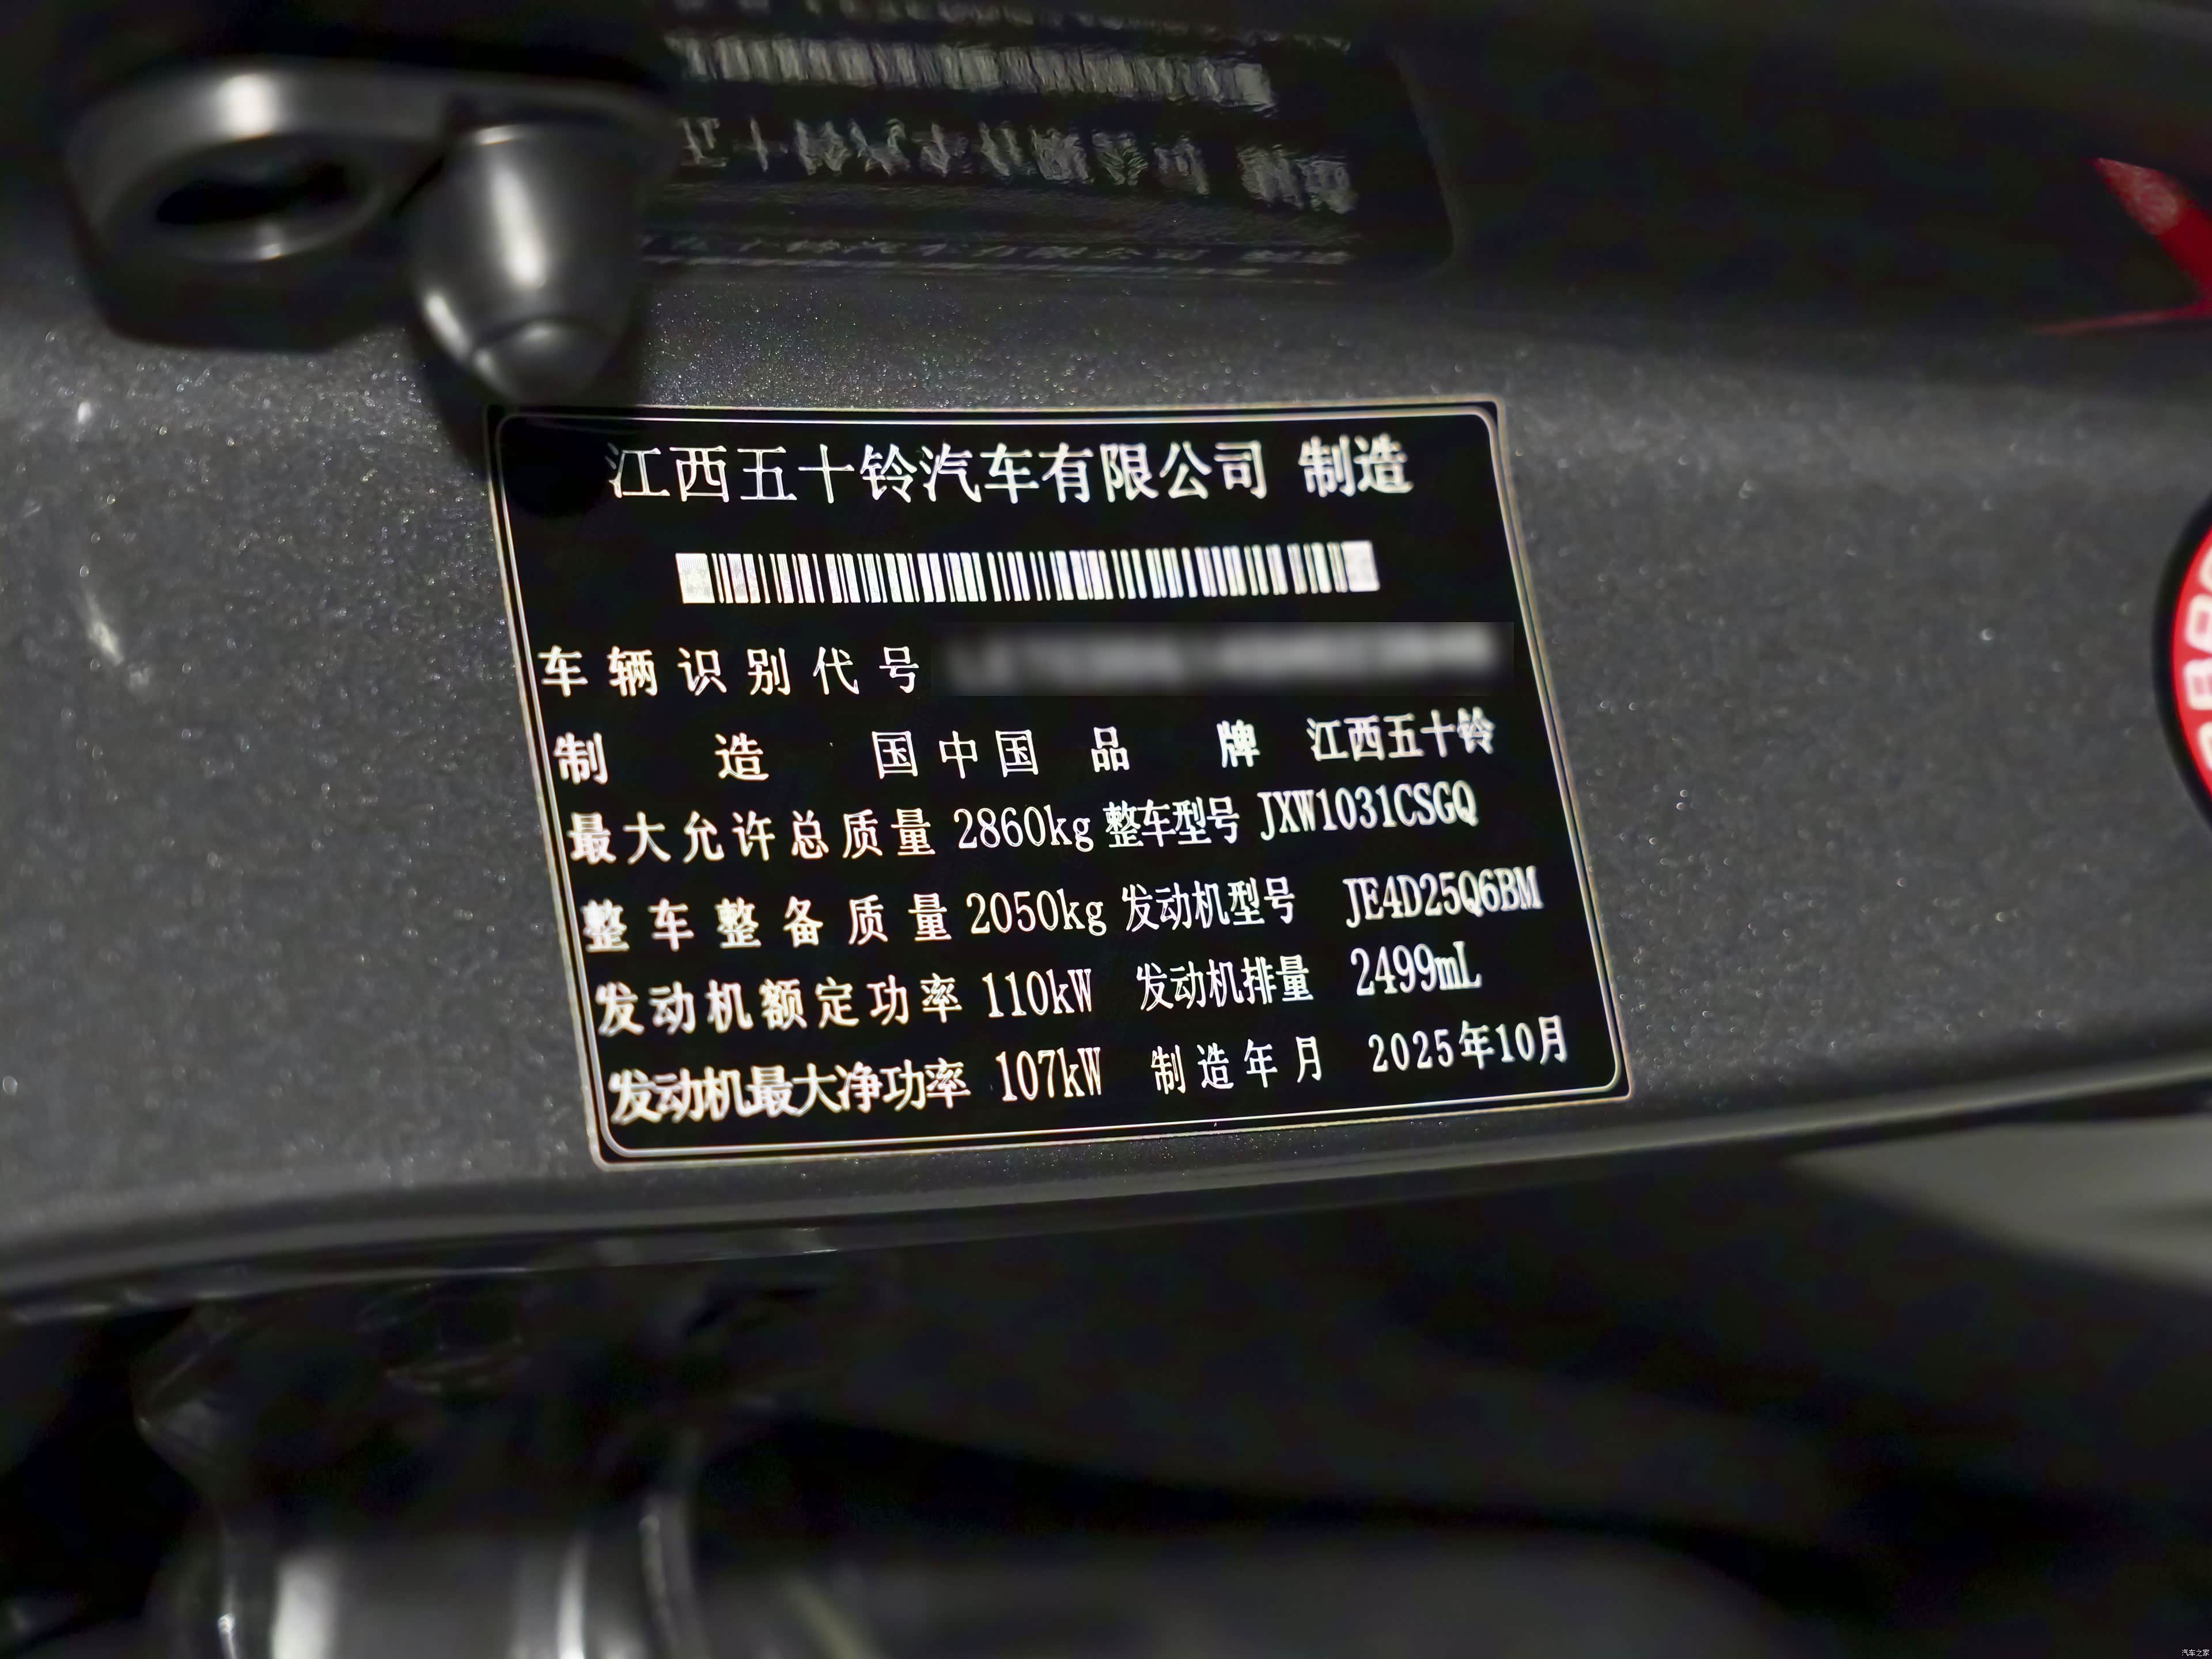 江西五十铃汽车有限公司 制造
车辆识别代号
制造国 中国 品牌 江西五十铃
最大允许总质量 2860kg 整车型号 JXW1031CSGQ
整车整备质量 2050kg 发动机型号 JE4D25Q6BM
发动机额定功率 110kW 发动机排量 2499mL
发动机最大净功率 107kW 制造年月 2025年10月
汽车之家